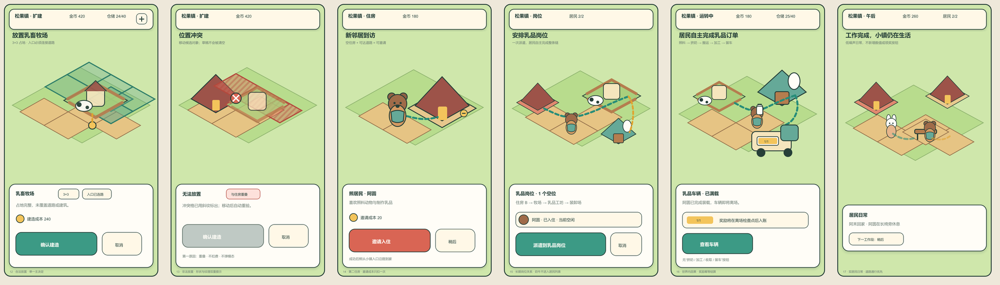 松果镇 · 扩建
金币 420
仓储 24/40
+
放置乳畜牧场
3×3 占地 · 入口必须连接道路
乳畜牧场
3×3
入口已连路
占地完整，未覆盖道路或建筑。
建造成本 240
确认建造
取消
12 · 合法放置 · 单一主决定
松果镇 · 扩建
金币 420
位置冲突
移动候选对象；草稿不会被清空
无法放置
与住房重叠
冲突格已用斜纹标出；移动后自动重验。
确认建造
取消
第一原因：重叠 · 不扣费 · 不弹模态
13 · 非法放置 · 形状与纹理双重提示
松果镇 · 住房
金币 180
新邻居到访
空住房 + 可达道路 = 可邀请
熊居民 · 阿圆
喜欢照料动物与制作乳品
邀请成本 20
邀请入住
稍后
成功后熊从小镇入口沿路到家
14 · 第二住房 · 邀请成本只扣一次
松果镇 · 岗位
居民 2/2
安排乳品岗位
一次派遣，居民自主完成整条链
乳品岗位 · 1 个空位
住房 B → 牧场 → 乳品工坊 → 装卸场
阿圆 · 已入住 · 当前空闲
派遣到乳品岗位
取消
15 · 长期岗位关系 · 奶牛不进入居民列表
松果镇 · 运转中
金币 180
仓储 25/40
居民自主完成乳品订单
照料 → 挤奶 → 搬运 → 加工 → 装车
1/1
乳品车辆 · 已满载
阿圆已完成装载，车辆即将离场。
1/1
奖励将在离场检查点后入账
查看车辆
无“挤奶 / 加工 / 收取 / 装车”按钮
16 · 世界内因果 · 奖励幂等结算
松果镇 · 午后
金币 260
居民 2/2
工作完成，小镇仍在生活
低噪声日常，不新增数值或领奖按钮
居民日常
阿禾回家 · 阿圆在长椅旁休息
下一工作段：稍后
17 · 双居民日常 · 道路通行优先